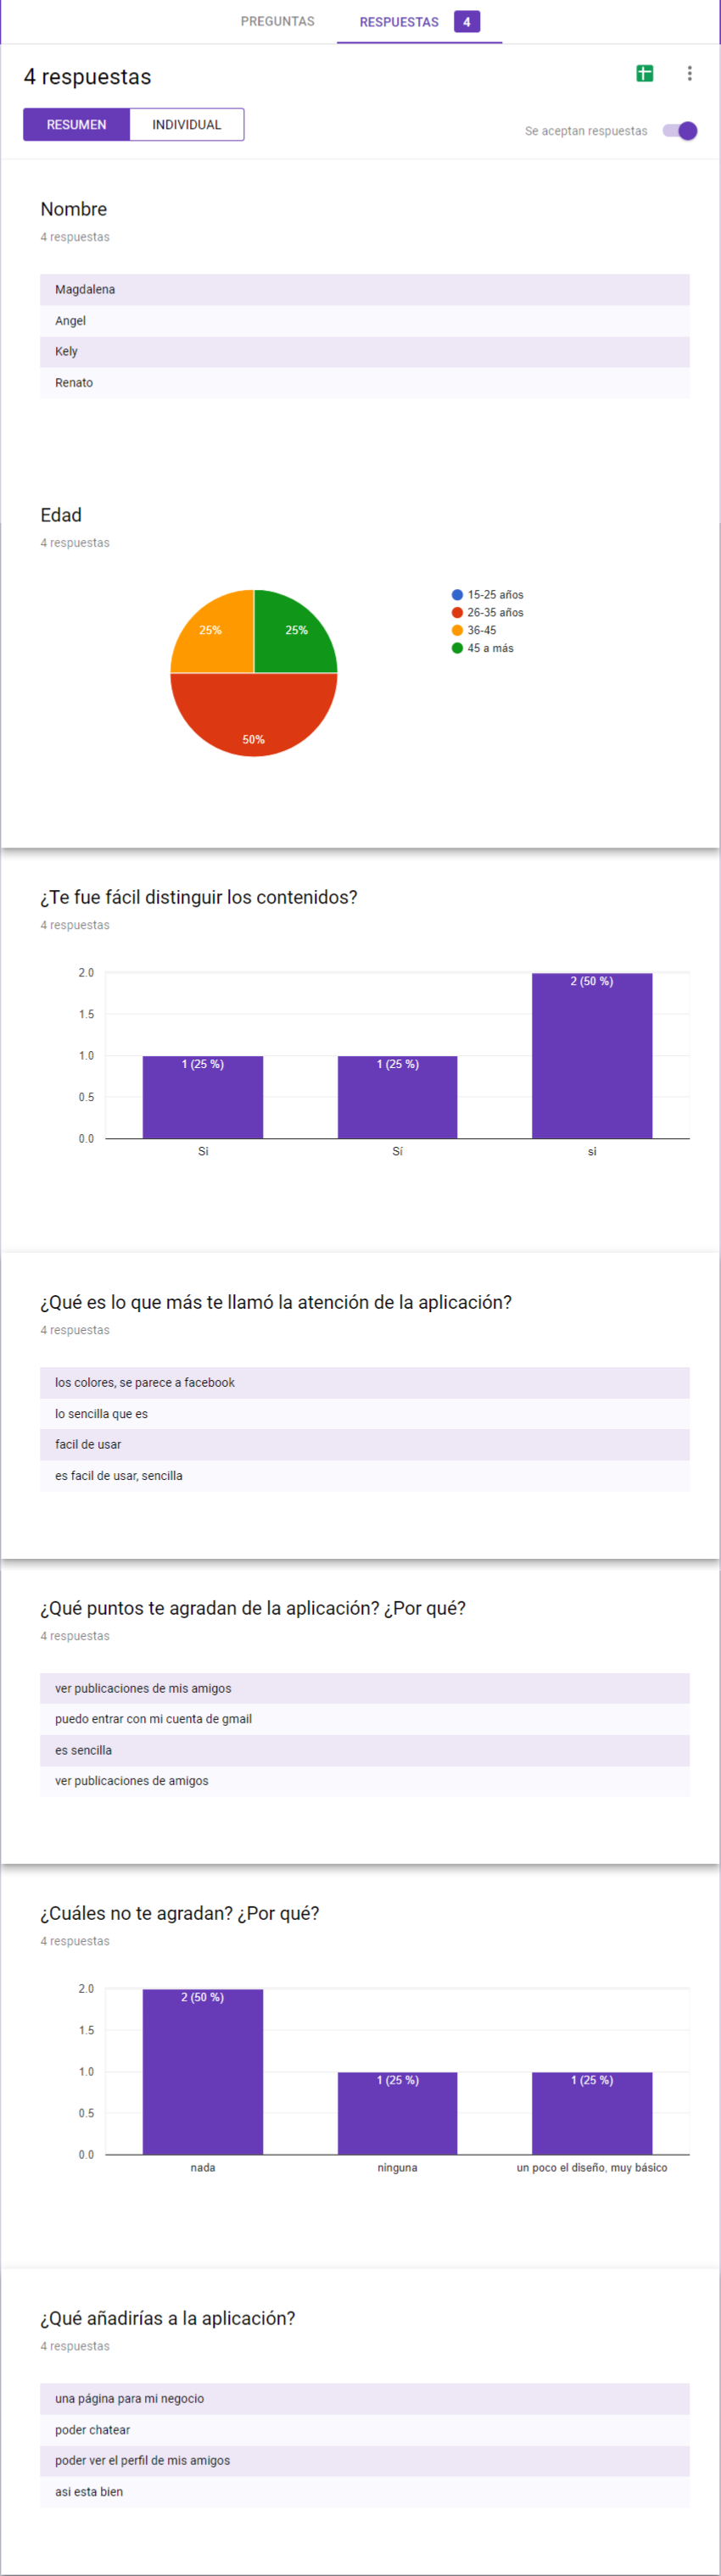 PREGUNTAS RESPUESTAS 4
4 respuestas
RESUMEN INDIVIDUAL
Se aceptan respuestas
Nombre
4 respuestas
Magdalena
Angel
Kely
Renato
Edad
4 respuestas
25%
25%
50%
15-25 años
26-35 años
36-45
45 a más
¿Te fue fácil distinguir los contenidos?
4 respuestas
2.0
1.5
1.0
0.5
0.0
1 (25 %)
1 (25 %)
2 (50 %)
Si
Sí
si
¿Qué es lo que más te llamó la atención de la aplicación?
4 respuestas
los colores, se parece a facebook
lo sencilla que es
facil de usar
es facil de usar, sencilla
¿Qué puntos te agradan de la aplicación? ¿Por qué?
4 respuestas
ver publicaciones de mis amigos
puedo entrar con mi cuenta de gmail
es sencilla
ver publicaciones de amigos
¿Cuáles no te agradan? ¿Por qué?
4 respuestas
2.0
1.5
1.0
0.5
0.0
2 (50 %)
1 (25 %)
1 (25 %)
nada
ninguna
un poco el diseño, muy básico
¿Qué añadirías a la aplicación?
4 respuestas
una página para mi negocio
poder chatear
poder ver el perfil de mis amigos
asi esta bien